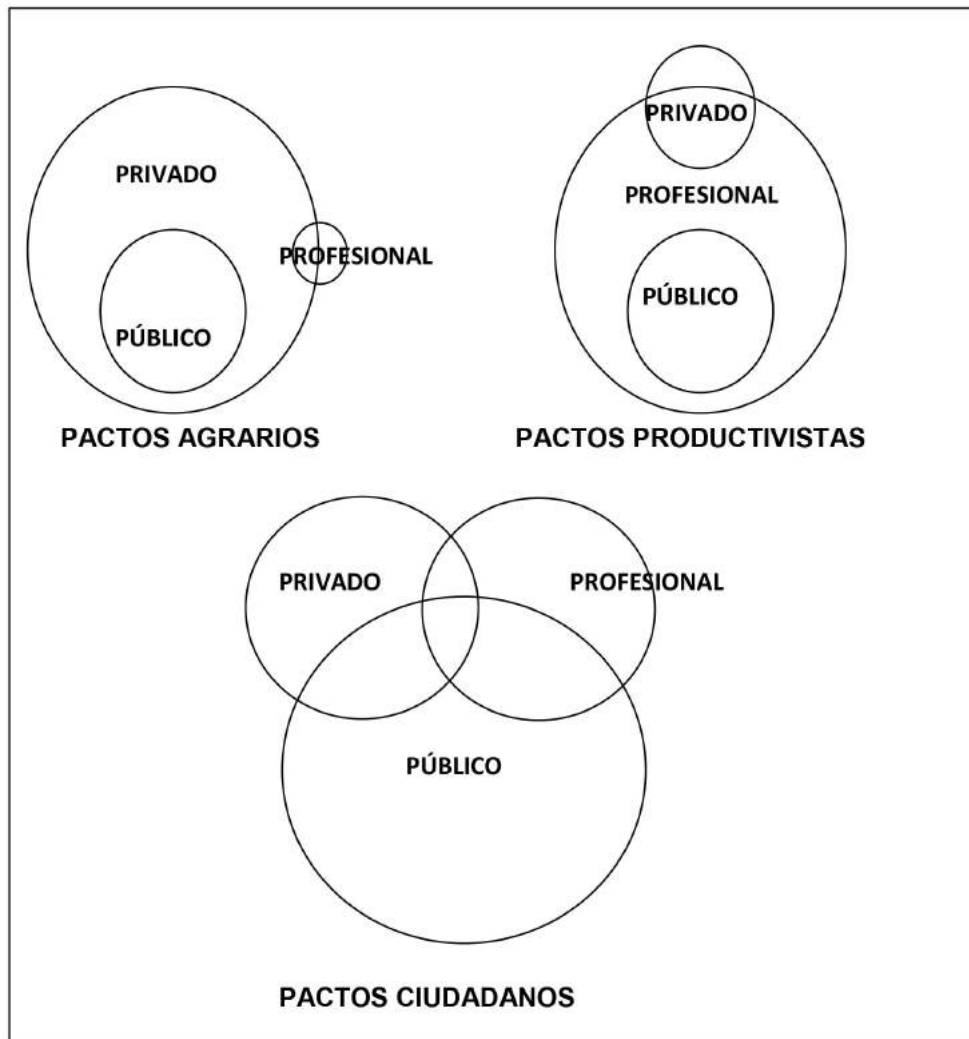 PRIVADO
PROFESIONAL
PÚBLICO
PACTOS AGRARIOS
PRIVADO
PROFESIONAL
PÚBLICO
PACTOS PRODUCTIVISTAS
PRIVADO
PROFESIONAL
PÚBLICO
PACTOS CIUDADANOS